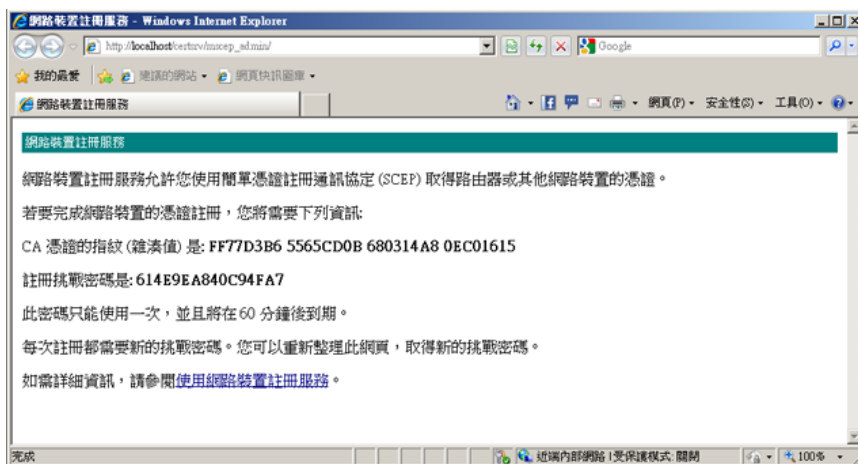 網路裝置註冊服務 - Windows Internet Explorer
http://localhost/certsrv/mscep_admin/
Google
我的最愛 建議的網站 網頁快訊圖庫
網路裝置註冊服務 網頁(P) 安全性(S) 工具(O)
網路裝置註冊服務
網路裝置註冊服務允許您使用簡單憑證註冊通訊協定 (SCEP) 取得路由器或其他網路裝置的憑證。
若要完成網路裝置的憑證註冊，您將需要下列資訊:
CA 憑證的指紋 (雜湊值) 是: FF77D3B6 5565CD0B 680314A8 0EC01615
註冊挑戰密碼是: 614E9EA840C94FA7
此密碼只能使用一次，並且將在 60 分鐘後到期。
每次註冊都需要新的挑戰密碼。您可以重新整理此網頁，取得新的挑戰密碼。
如需詳細資訊，請參閱使用網路裝置註冊服務。
完成 近端內部網路 | 受保護模式: 關閉 100%